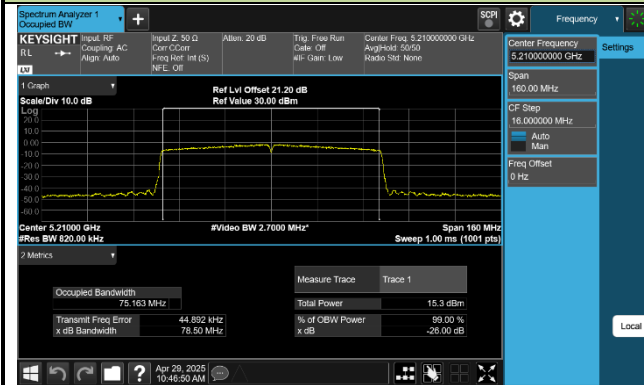 Spectrum Analyzer 1
Occupied BW
SCPI
Frequency
KEYSIGHT
RL
LXI
Input: RF
Coupling: AC
Align: Auto
Input Z: 50 Ω
Corr CCorr
Freq Ref: Int (S)
NFE: Off
Atten: 20 dB
Trig: Free Run
Gate: Off
#IF Gain: Low
Center Freq: 5.210000000 GHz
Avg|Hold: 50/50
Radio Std: None
Center Frequency
5.210000000 GHz
Settings
Span
160.00 MHz
CF Step
16.000000 MHz
Auto
Man
Freq Offset
0 Hz
Local
1 Graph
Scale/Div 10.0 dB
Ref Lvl Offset 21.20 dB
Ref Value 30.00 dBm
Log
20.0
10.0
0.00
-10.0
-20.0
-30.0
-40.0
-50.0
-60.0
Center 5.21000 GHz
#Video BW 2.7000 MHz*
Span 160 MHz
#Res BW 820.00 kHz
Sweep 1.00 ms (1001 pts)
2 Metrics
Measure Trace Trace 1
Occupied Bandwidth
75.163 MHz
Total Power 15.3 dBm
Transmit Freq Error 44.892 kHz
% of OBW Power 99.00 %
x dB Bandwidth 78.50 MHz
x dB -26.00 dB
Apr 29, 2025
10:46:50 AM